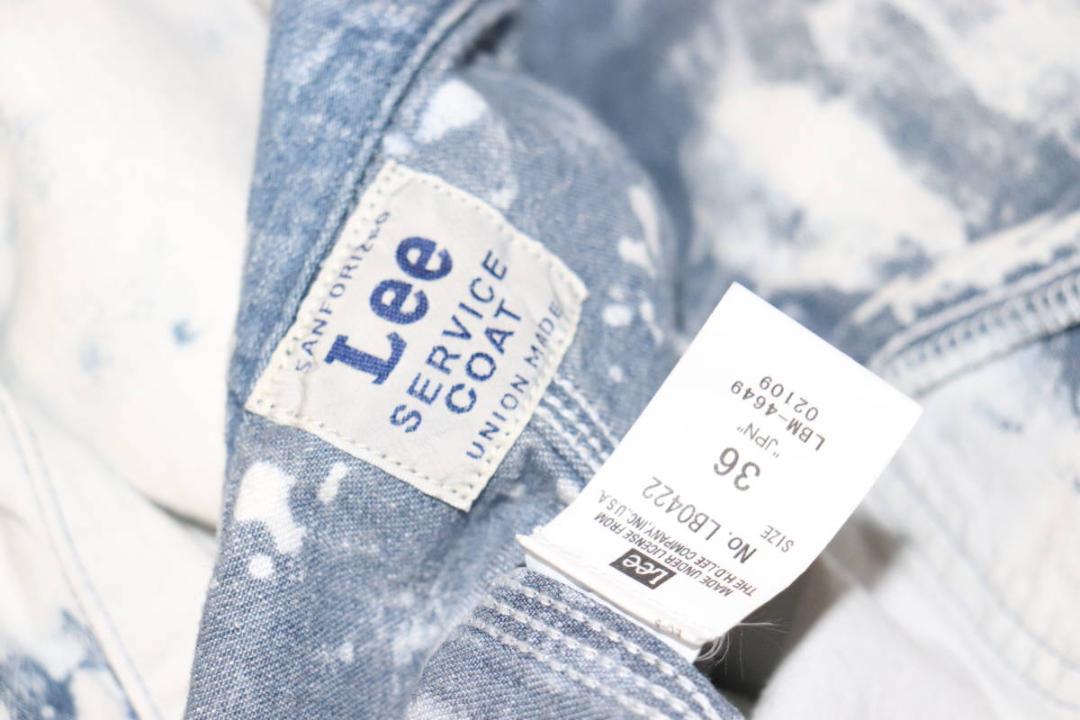 SANFORIZED
Lee
SERVICE
COAT
UNION MADE
Lee
MADE UNDER LICENSE FROM
THE H.D.LEE COMPANY, INC., U.S.A.
No. LB0422
SIZE
36
"JPN"
LBM-4649
02109